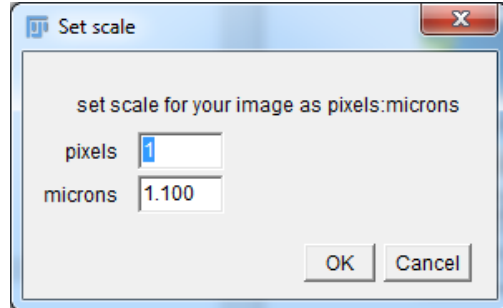 Set scale
set scale for your image as pixels:microns
pixels 1
microns 1.100
OK Cancel